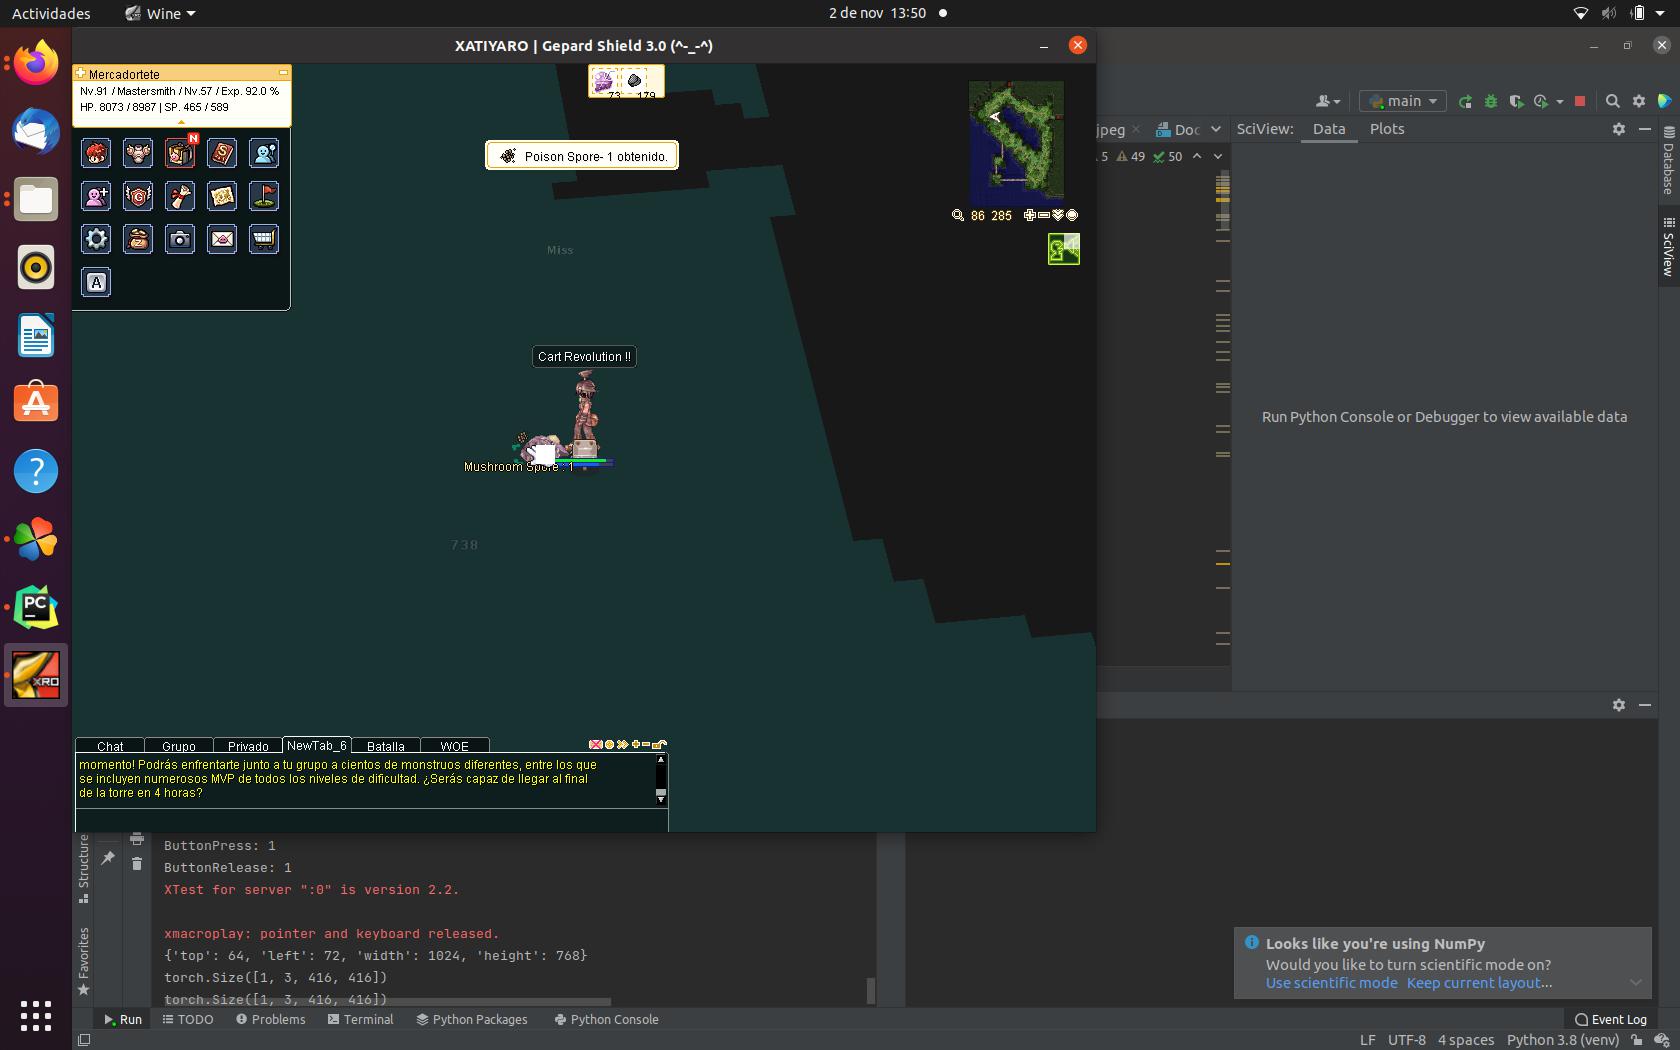 Actividades
Wine
2 de nov 13:50
XATIYARO | Gepard Shield 3.0 (^-_-^)
Mercadortete
Nv.91 / Mastersmith / Nv.57 / Exp. 92.0 %
HP. 8073 / 8987 | SP. 465 / 589
N
A
73 179
Poison Spore- 1 obtenido.
Miss
Cart Revolution !!
Mushroom Spore : 1
738
86 285
Chat
Grupo
Privado
NewTab_6
Batalla
WOE
momento! Podrás enfrentarte junto a tu grupo a cientos de monstruos diferentes, entre los que
se incluyen numerosos MVP de todos los niveles de dificultad. ¿Serás capaz de llegar al final
de la torre en 4 horas?
main
jpeg
Doc
SciView:
Data
Plots
5 49 50
Database
SciView
Run Python Console or Debugger to view available data
PC
XRO
Structure
Favorites
ButtonPress: 1
ButtonRelease: 1
XTest for server ":0" is version 2.2.
xmacroplay: pointer and keyboard released.
{'top': 64, 'left': 72, 'width': 1024, 'height': 768}
torch.Size([1, 3, 416, 416])
torch.Size([1, 3, 416, 416])
Looks like you're using NumPy
Would you like to turn scientific mode on?
Use scientific mode Keep current layout...
Run
TODO
Problems
Terminal
Python Packages
Python Console
Event Log
LF UTF-8 4 spaces Python 3.8 (venv)